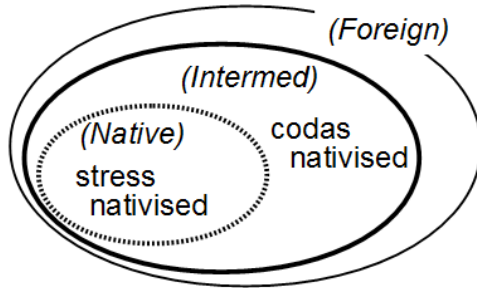 (Foreign)
(Intermed)
(Native)
stress
nativised
codas
nativised